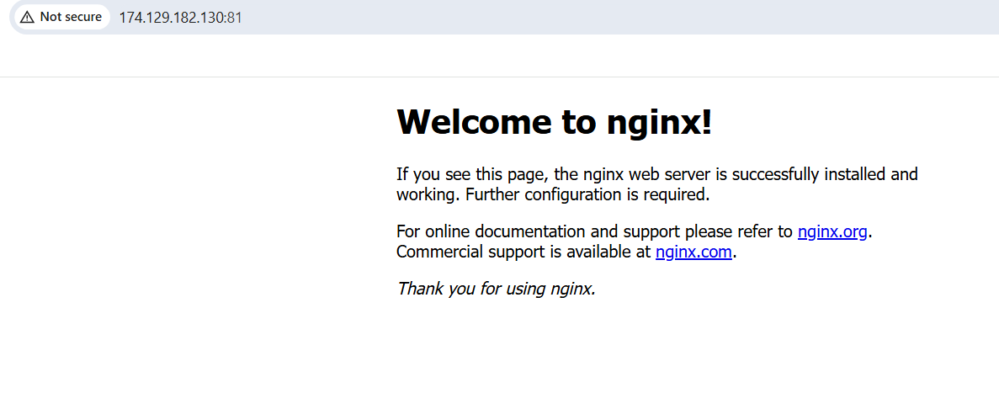 Not secure 174.129.182.130:81
Welcome to nginx!
If you see this page, the nginx web server is successfully installed and
working. Further configuration is required.
For online documentation and support please refer to nginx.org.
Commercial support is available at nginx.com.
Thank you for using nginx.